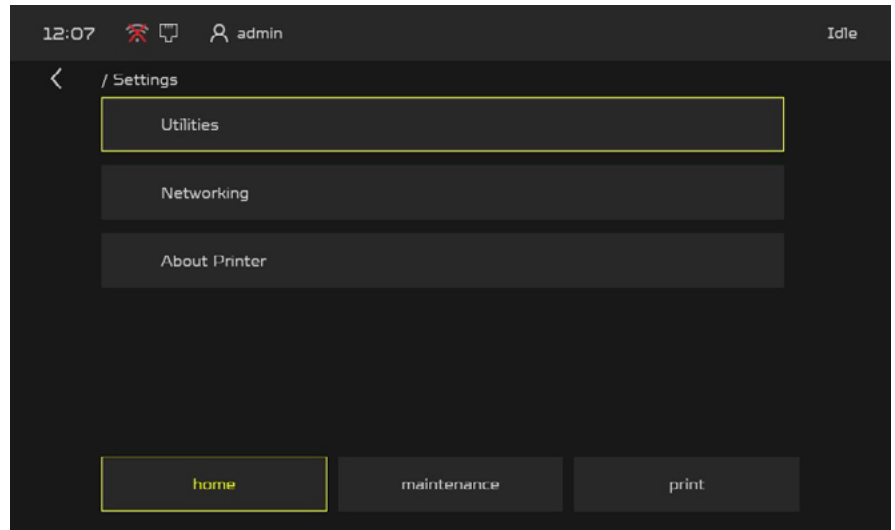 12:07 admin Idle
/ Settings
Utilities
Networking
About Printer
home maintenance print